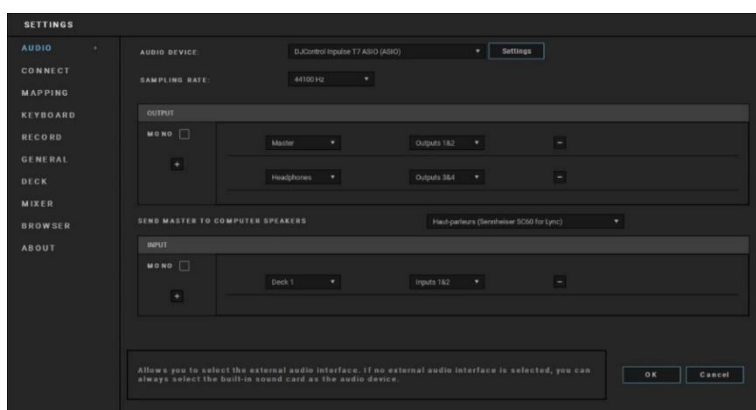 SETTINGS
AUDIO
CONNECT
MAPPING
KEYBOARD
RECORD
GENERAL
DECK
MIXER
BROWSER
ABOUT
AUDIO DEVICE: DJControl Inpulse T7 ASIO (ASIO) Settings
SAMPLING RATE: 44100 Hz
OUTPUT
MONO
+
Master Outputs 1&2 −
Headphones Outputs 3&4 −
SEND MASTER TO COMPUTER SPEAKERS Haut-parleurs (Sennheiser SC60 for Lync)
INPUT
MONO
+
Deck 1 Inputs 1&2 −
Allows you to select the external audio interface. If no external audio interface is selected, you can
always select the built-in sound card as the audio device.
OK Cancel